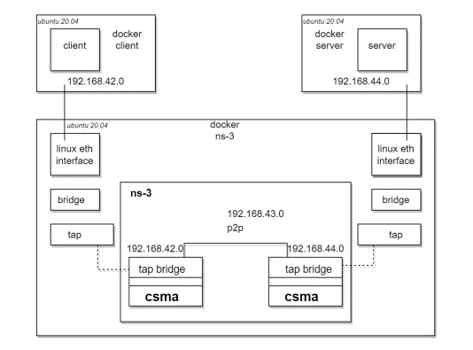 ubuntu:20.04
client
docker
client
192.168.42.0
ubuntu:20.04
docker
server
server
192.168.44.0
ubuntu:20.04
docker
ns-3
linux eth
interface
linux eth
interface
bridge
bridge
tap
tap
ns-3
192.168.43.0
p2p
192.168.42.0
192.168.44.0
tap bridge
tap bridge
csma
csma